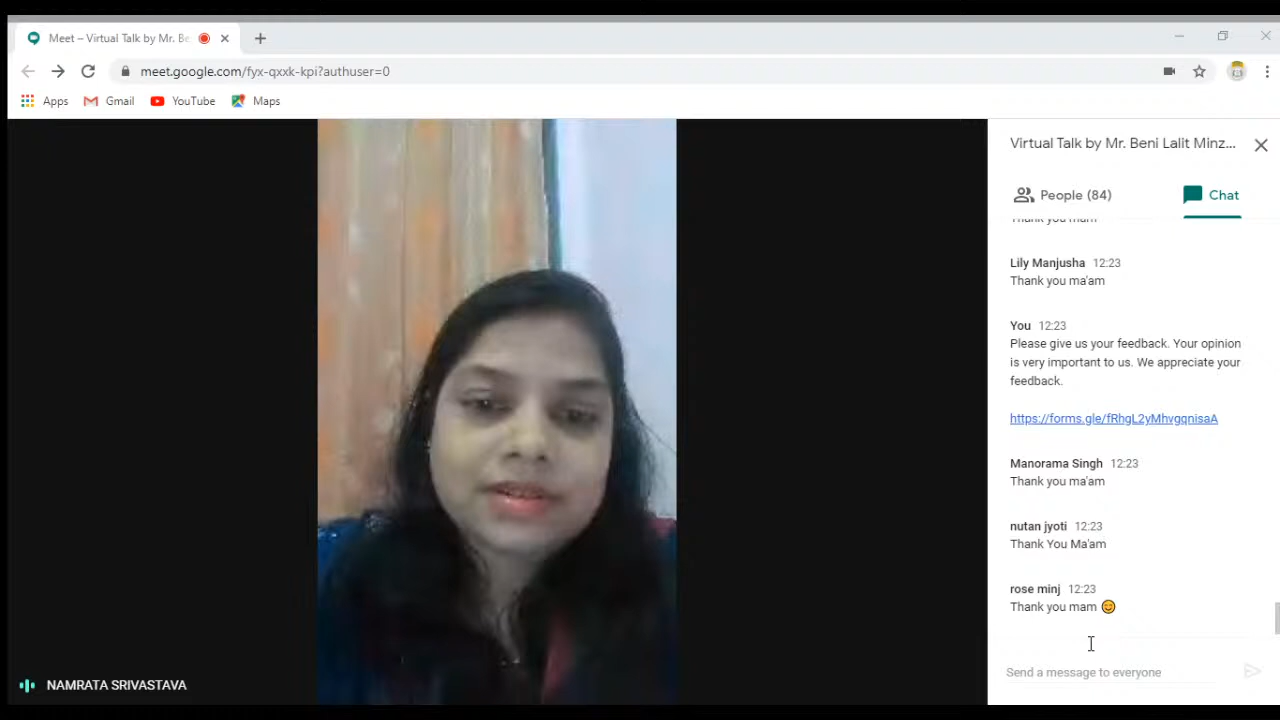 Meet – Virtual Talk by Mr. Be
meet.google.com/fyx-qxxk-kpi?authuser=0
Apps
Gmail
YouTube
Maps
NAMRATA SRIVASTAVA
Virtual Talk by Mr. Beni Lalit Minz...
People (84)
Chat
Thank you mam
Lily Manjusha 12:23
Thank you ma'am
You 12:23
Please give us your feedback. Your opinion
is very important to us. We appreciate your
feedback.
https://forms.gle/fRhgL2yMhvgqnisaA
Manorama Singh 12:23
Thank you ma'am
nutan jyoti 12:23
Thank You Ma'am
rose minj 12:23
Thank you mam 😊
Send a message to everyone